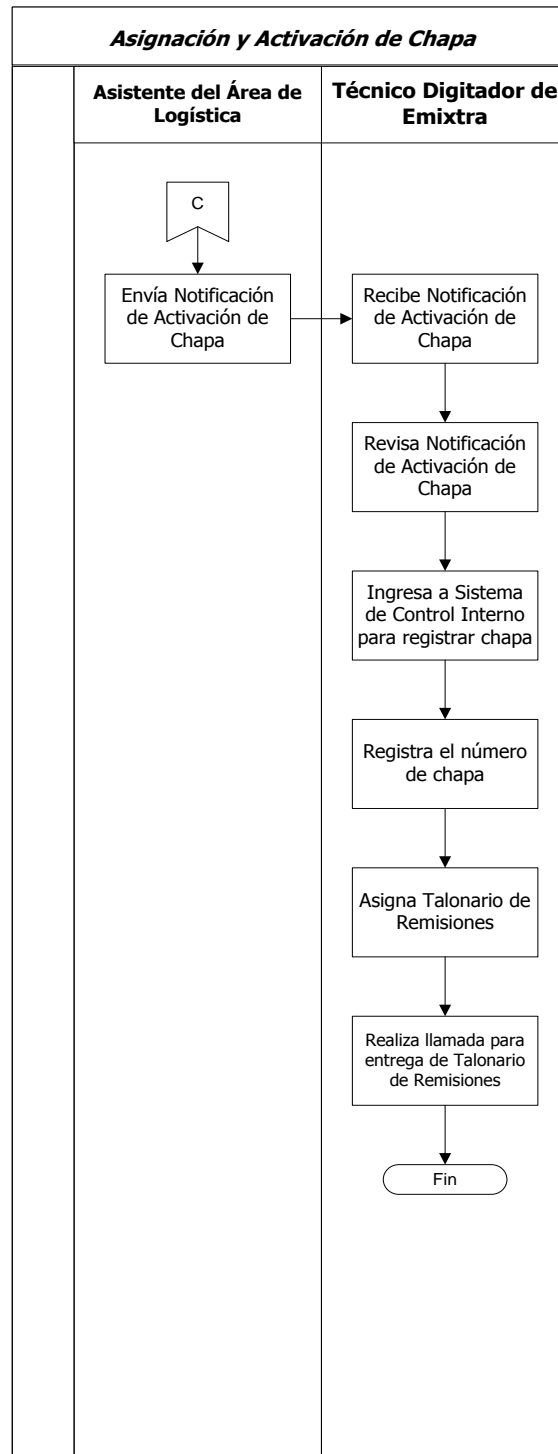 Asignación y Activación de Chapa
Asistente del Área de
Logística
Técnico Digitador de
Emixtra
C
Envía Notificación
de Activación de
Chapa
Recibe Notificación
de Activación de
Chapa
Revisa Notificación
de Activación de
Chapa
Ingresa a Sistema
de Control Interno
para registrar chapa
Registra el número
de chapa
Asigna Talonario de
Remisiones
Realiza llamada para
entrega de Talonario
de Remisiones
Fin